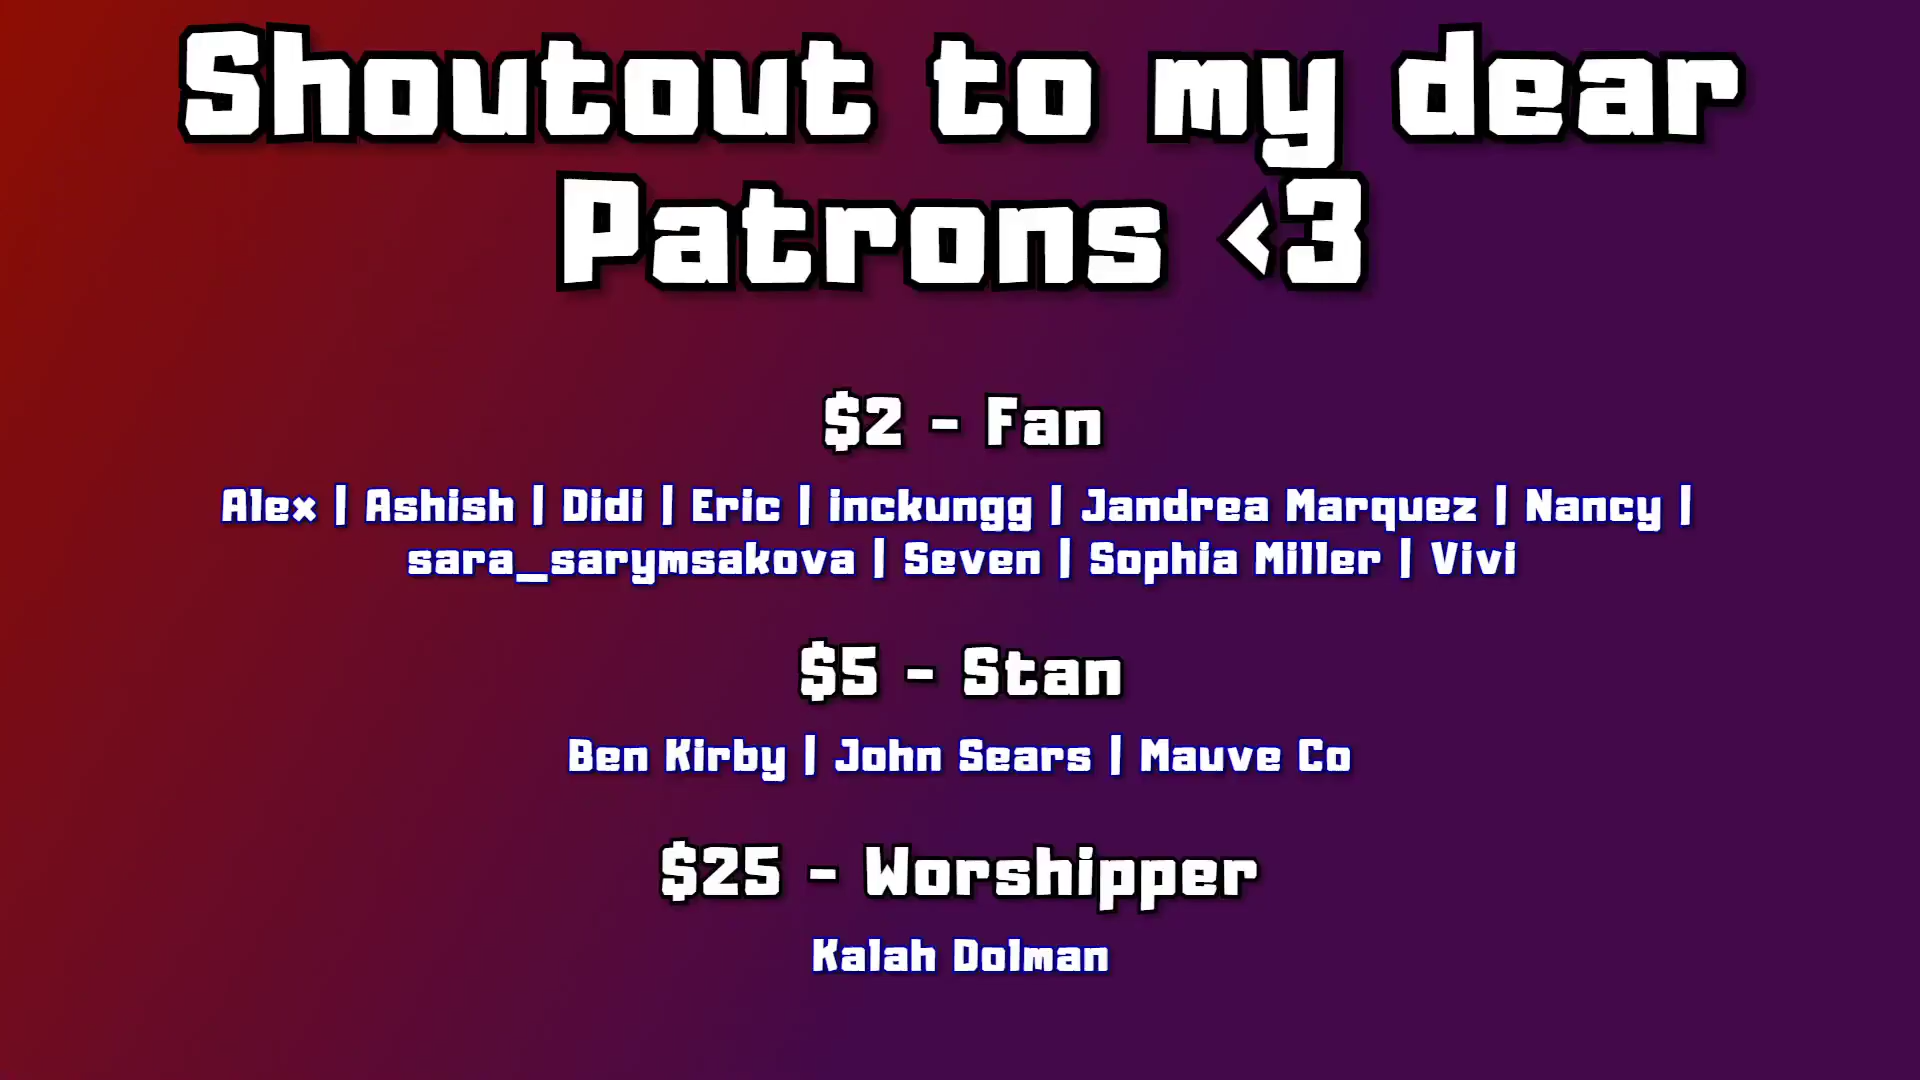 Shoutout to my dear
Patrons <3
$2 - Fan
Alex | Ashish | Didi | Eric | inckungg | Jandrea Marquez | Nancy |
sara_sarymsakova | Seven | Sophia Miller | Vivi
$5 - Stan
Ben Kirby | John Sears | Mauve Co
$25 - Worshipper
Kalah Dolman